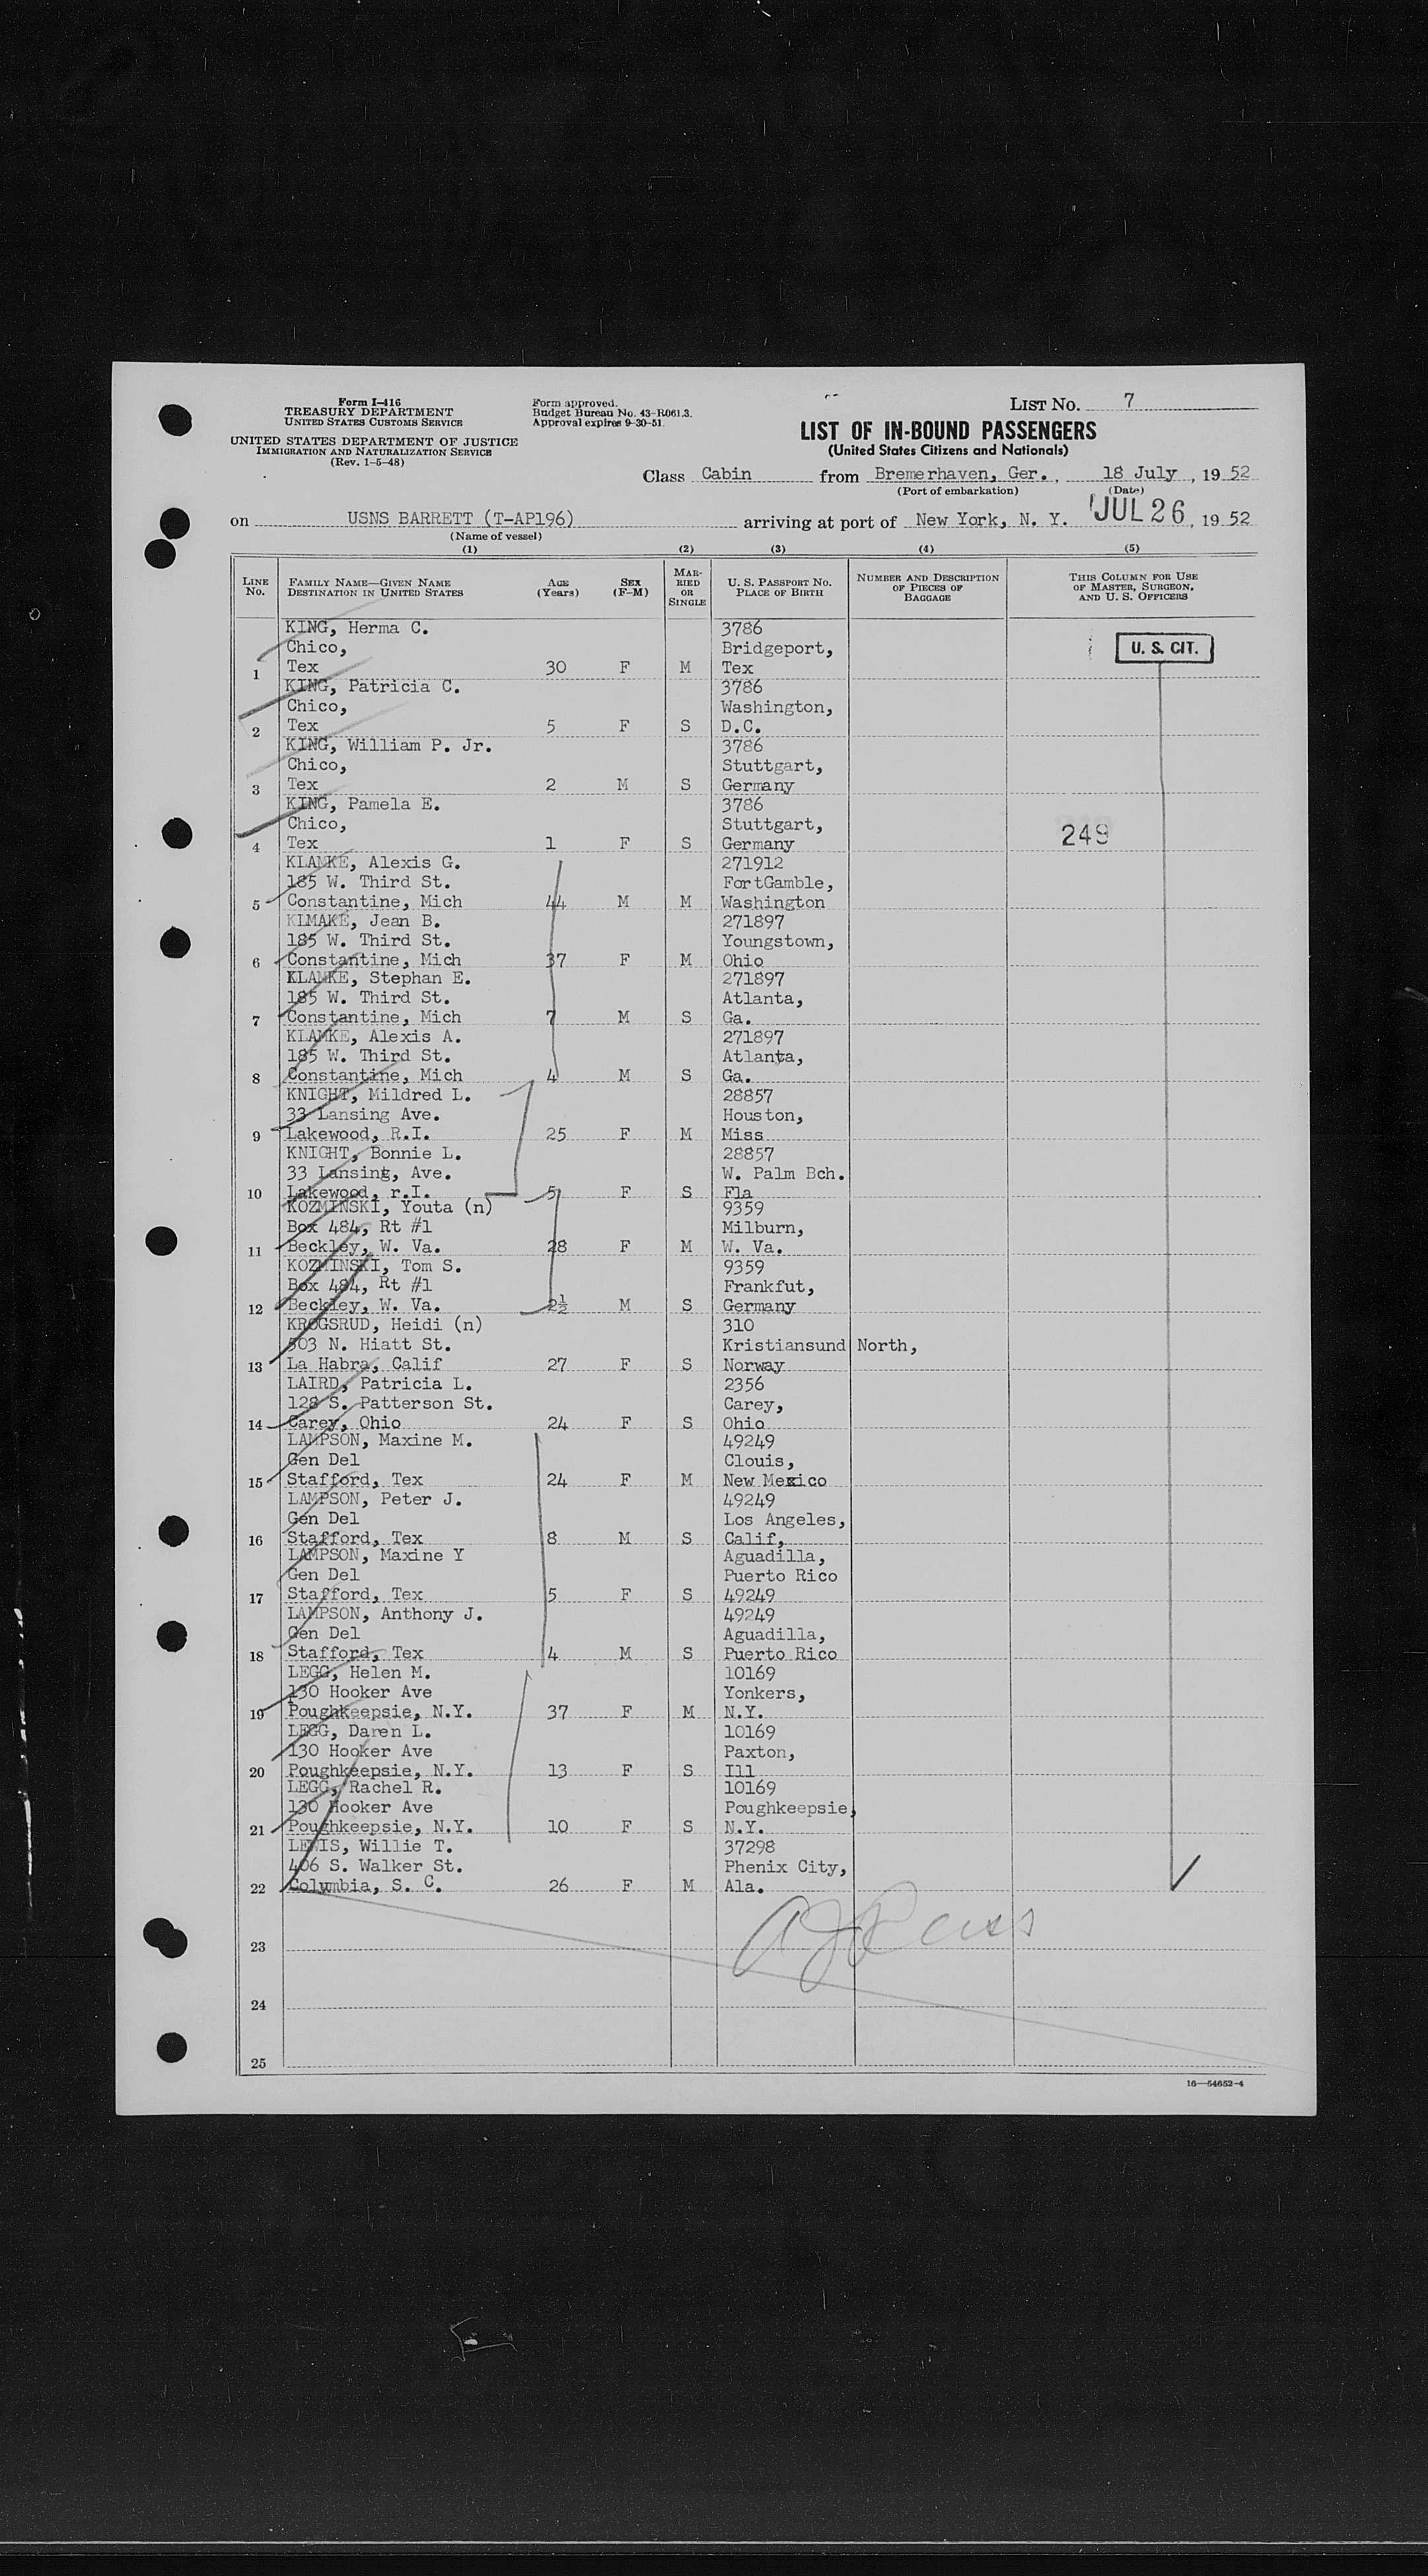 Form I-416
TREASURY DEPARTMENT
UNITED STATES CUSTOMS SERVICE
UNITED STATES DEPARTMENT OF JUSTICE
IMMIGRATION AND NATURALIZATION SERVICE
(Rev. 1-5-48)
Form approved.
Budget Bureau No. 43-R061.3.
Approval expires 9-30-51.
LIST NO. 7
LIST OF IN-BOUND PASSENGERS
(United States Citizens and Nationals)
Class Cabin from Bremerhaven, Ger., 18 July, 1952
(Port of embarkation) (Date)
on USNS BARRETT (T-AP196) arriving at port of New York, N. Y. JUL 26, 1952
(Name of vessel)
(1) (2) (3) (4) (5)
LINE No. FAMILY NAME—GIVEN NAME DESTINATION IN UNITED STATES AGE (Years) SEX (F-M) MARRIED OR SINGLE U. S. PASSPORT NO. PLACE OF BIRTH NUMBER AND DESCRIPTION OF PIECES OF BAGGAGE THIS COLUMN FOR USE OF MASTER, SURGEON, AND U. S. OFFICERS
KING, Herma C. 3786
Chico, Bridgeport, U. S. CIT.
1 Tex 30 F M Tex
KING, Patricia C. 3786
Chico, Washington,
2 Tex 5 F S D.C.
KING, William P. Jr. 3786
Chico, Stuttgart,
3 Tex 2 M S Germany
KING, Pamela E. 3786
Chico, Stuttgart, 249
4 Tex 1 F S Germany
KLAMKE, Alexis G. 271912
185 W. Third St. FortGamble,
5 Constantine, Mich 44 M M Washington
KLMAKE, Jean B. 271897
185 W. Third St. Youngstown,
6 Constantine, Mich 37 F M Ohio
KLAMKE, Stephan E. 271897
185 W. Third St. Atlanta,
7 Constantine, Mich 7 M S Ga.
KLAMKE, Alexis A. 271897
185 W. Third St. Atlanta,
8 Constantine, Mich 4 M S Ga.
KNIGHT, Mildred L. 28857
33 Lansing Ave. Houston,
9 Lakewood, R.I. 25 F M Miss
KNIGHT, Bonnie L. 28857
33 Lansing, Ave. W. Palm Bch.
10 Lakewood, r.I. 5 F S Fla
KOZMINSKI, Youta (n) 9359
Box 484, Rt #1 Milburn,
11 Beckley, W. Va. 28 F M W. Va.
KOZMINSKI, Tom S. 9359
Box 484, Rt #1 Frankfut,
12 Beckley, W. Va. 2½ M S Germany
KROGSRUD, Heidi (n) 310
503 N. Hiatt St. Kristiansund North,
13 La Habra, Calif 27 F S Norway
LAIRD, Patricia L. 2356
128 S. Patterson St. Carey,
14 Carey, Ohio 24 F S Ohio
LAMPSON, Maxine M. 49249
Gen Del Clouis,
15 Stafford, Tex 24 F M New Mexico
LAMPSON, Peter J. 49249
Gen Del Los Angeles,
16 Stafford, Tex 8 M S Calif,
LAMPSON, Maxine Y Aguadilla,
Gen Del Puerto Rico
17 Stafford, Tex 5 F S 49249
LAMPSON, Anthony J. 49249
Gen Del Aguadilla,
18 Stafford, Tex 4 M S Puerto Rico
LEGG, Helen M. 10169
130 Hooker Ave Yonkers,
19 Poughkeepsie, N.Y. 37 F M N.Y.
LEGG, Daren L. 10169
130 Hooker Ave Paxton,
20 Poughkeepsie, N.Y. 13 F S Ill
LEGG, Rachel R. 10169
130 Hooker Ave Poughkeepsie,
21 Poughkeepsie, N.Y. 10 F S N.Y.
LEWIS, Willie T. 37298
406 S. Walker St. Phenix City,
22 Columbia, S. C. 26 F M Ala.
23
24
25
16—54652-4